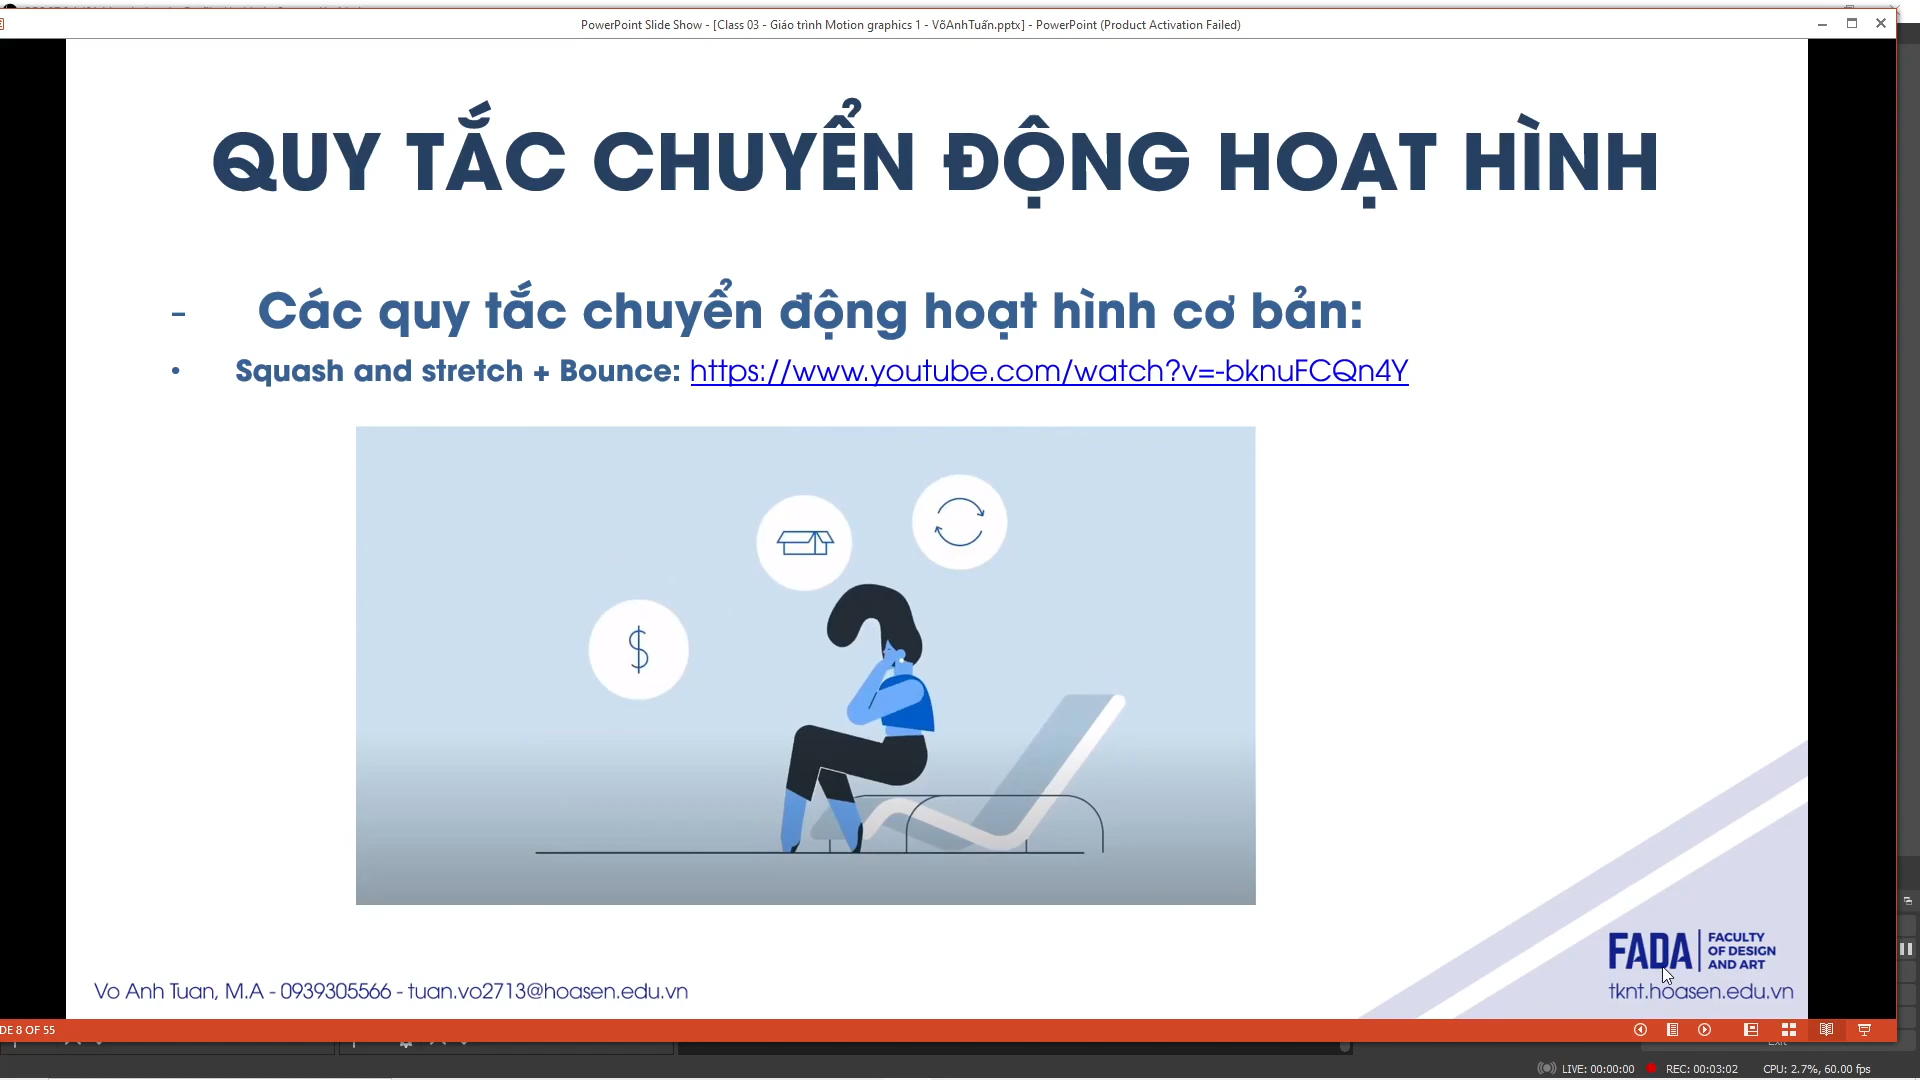 PowerPoint Slide Show - [Class 03 - Giáo trình Motion graphics 1 - VõAnhTuấn.pptx] - PowerPoint (Product Activation Failed)
QUY TẮC CHUYỂN ĐỘNG HOẠT HÌNH
- Các quy tắc chuyển động hoạt hình cơ bản:
• Squash and stretch + Bounce: https://www.youtube.com/watch?v=-bknuFCQn4Y
$
FADA
FACULTY
OF DESIGN
AND ART
Vo Anh Tuan, M.A - 0939305566 - tuan.vo2713@hoasen.edu.vn
tknt.hoasen.edu.vn
DE 8 OF 55
LIVE: 00:00:00 REC: 00:03:02 CPU: 2.7%, 60.00 fps